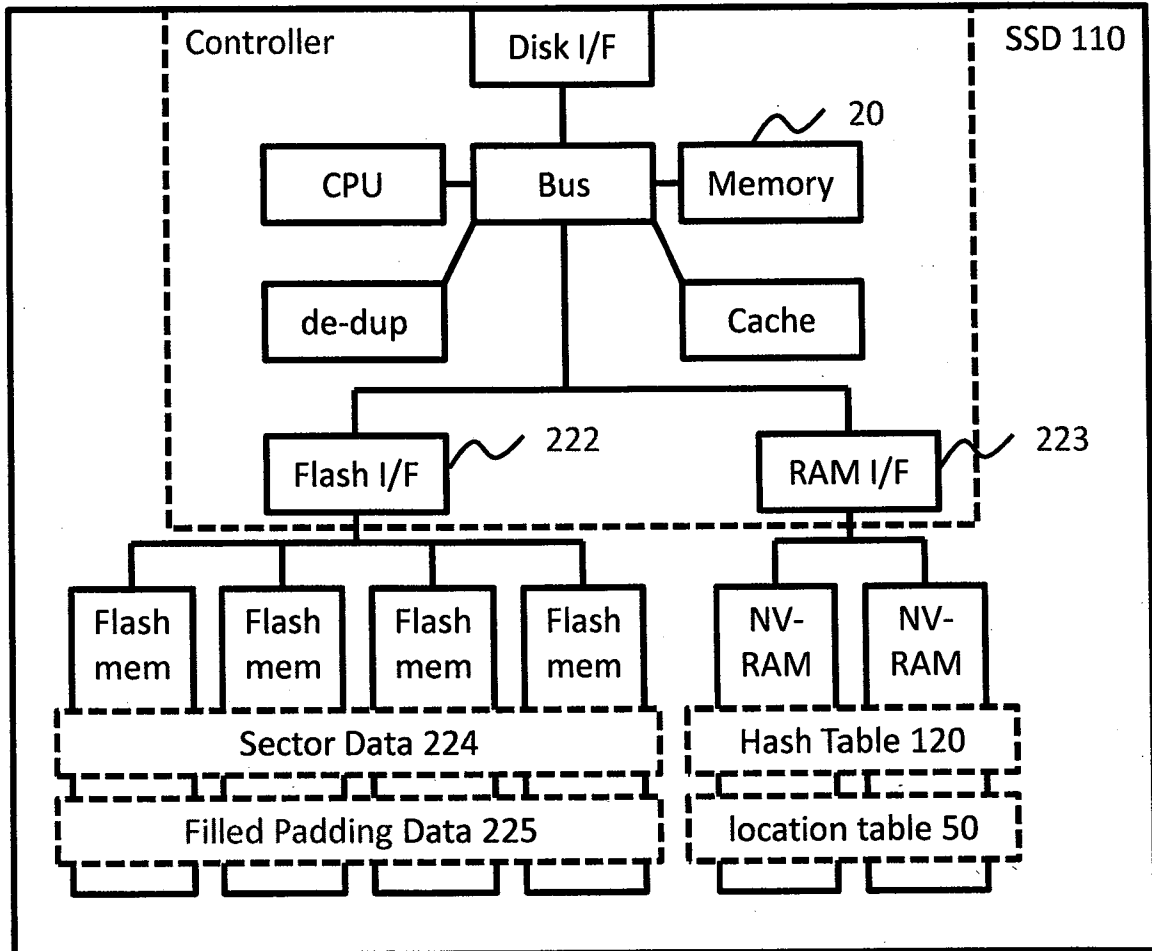 Controller
Disk I/F
SSD 110
20
CPU
Bus
Memory
de-dup
Cache
222
223
Flash I/F
RAM I/F
Flash
mem
Flash
mem
Flash
mem
Flash
mem
NV-
RAM
NV-
RAM
Sector Data 224
Hash Table 120
Filled Padding Data 225
location table 50